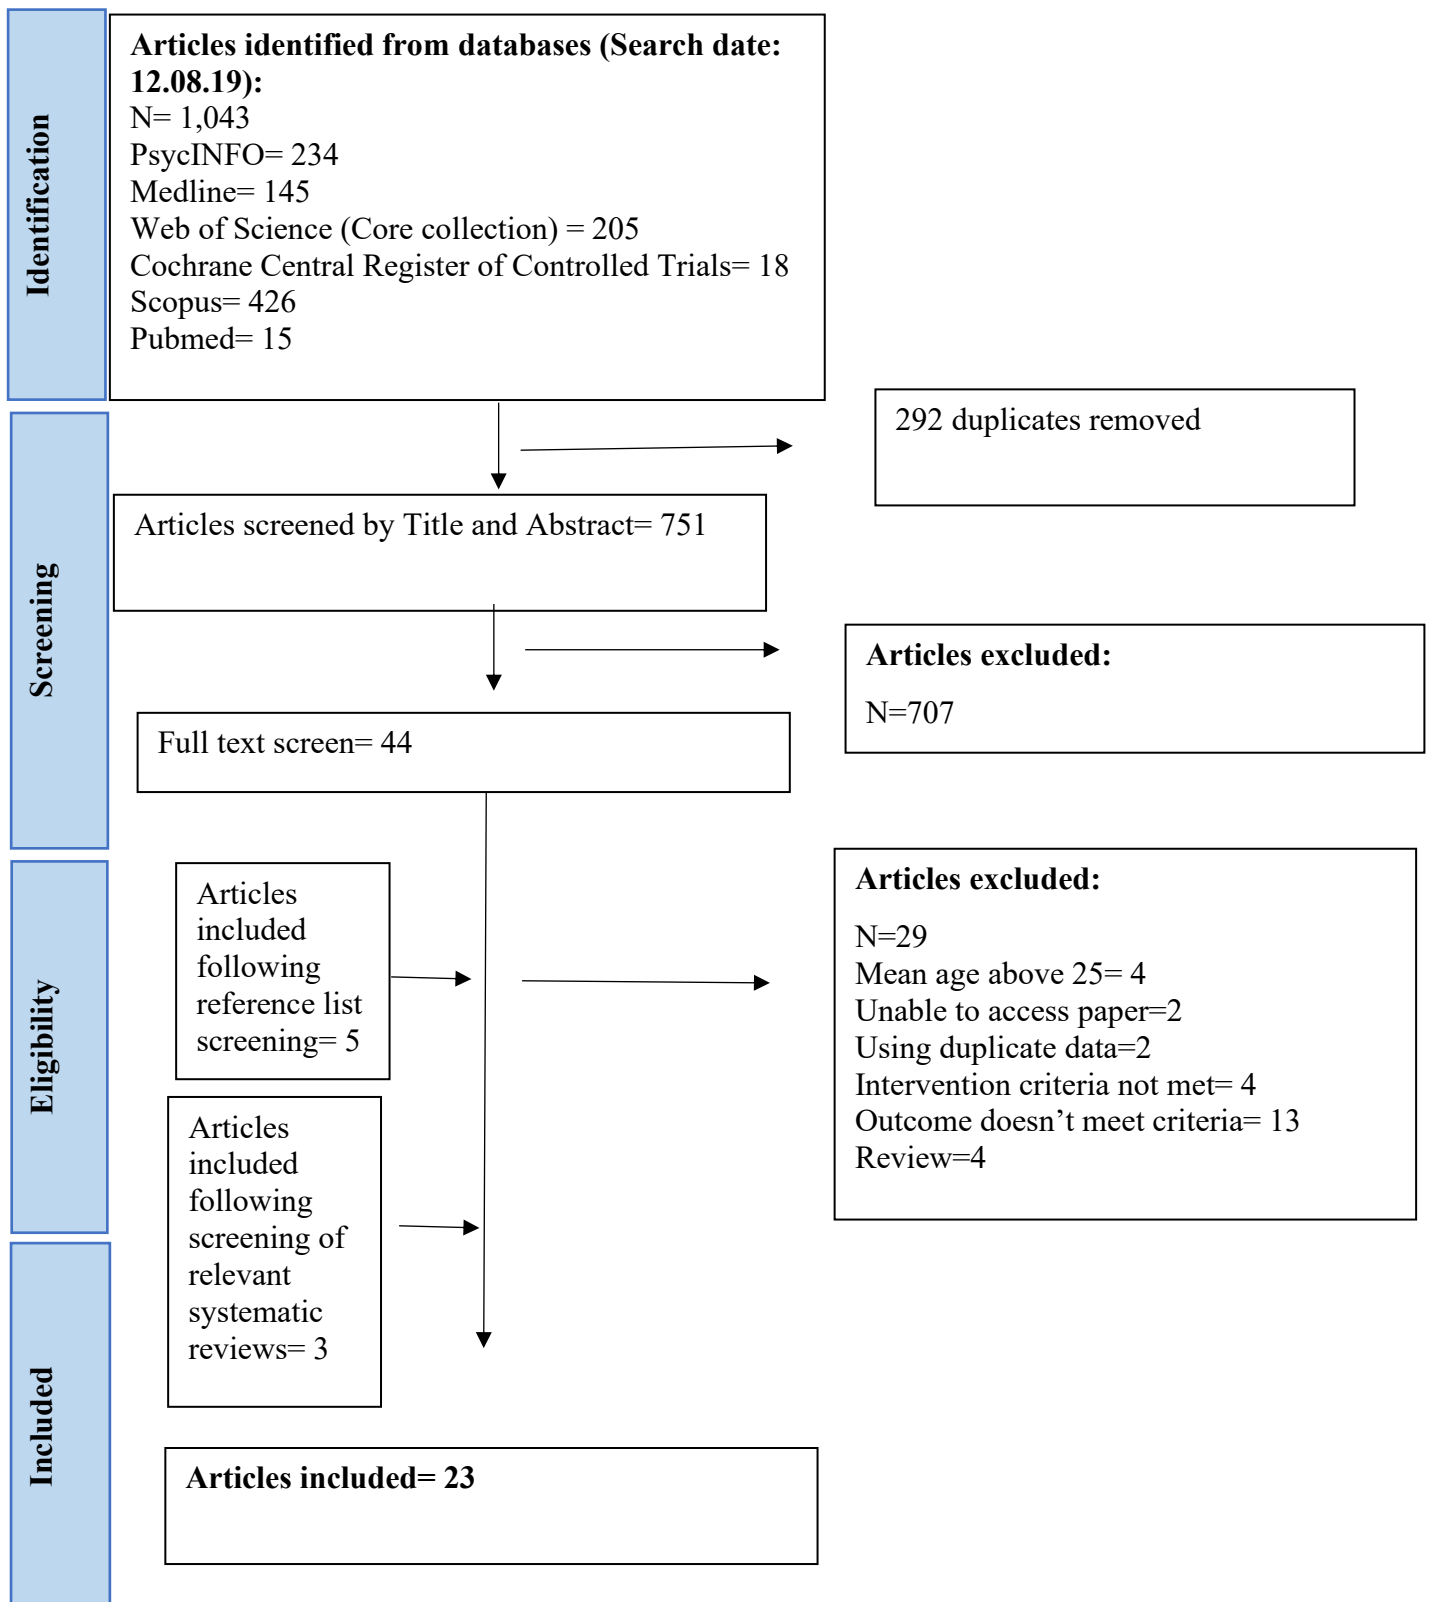 Identification
Articles identified from databases (Search date:
12.08.19):
N= 1,043
PsycINFO= 234
Medline= 145
Web of Science (Core collection) = 205
Cochrane Central Register of Controlled Trials= 18
Scopus= 426
Pubmed= 15
Screening
292 duplicates removed
Articles screened by Title and Abstract= 751
Articles excluded:
N=707
Full text screen= 44
Eligibility
Articles
included
following
reference list
screening= 5
Articles excluded:
N=29
Mean age above 25= 4
Unable to access paper=2
Using duplicate data=2
Intervention criteria not met= 4
Outcome doesn’t meet criteria= 13
Review=4
Articles
included
following
screening of
relevant
systematic
reviews= 3
Included
Articles included= 23